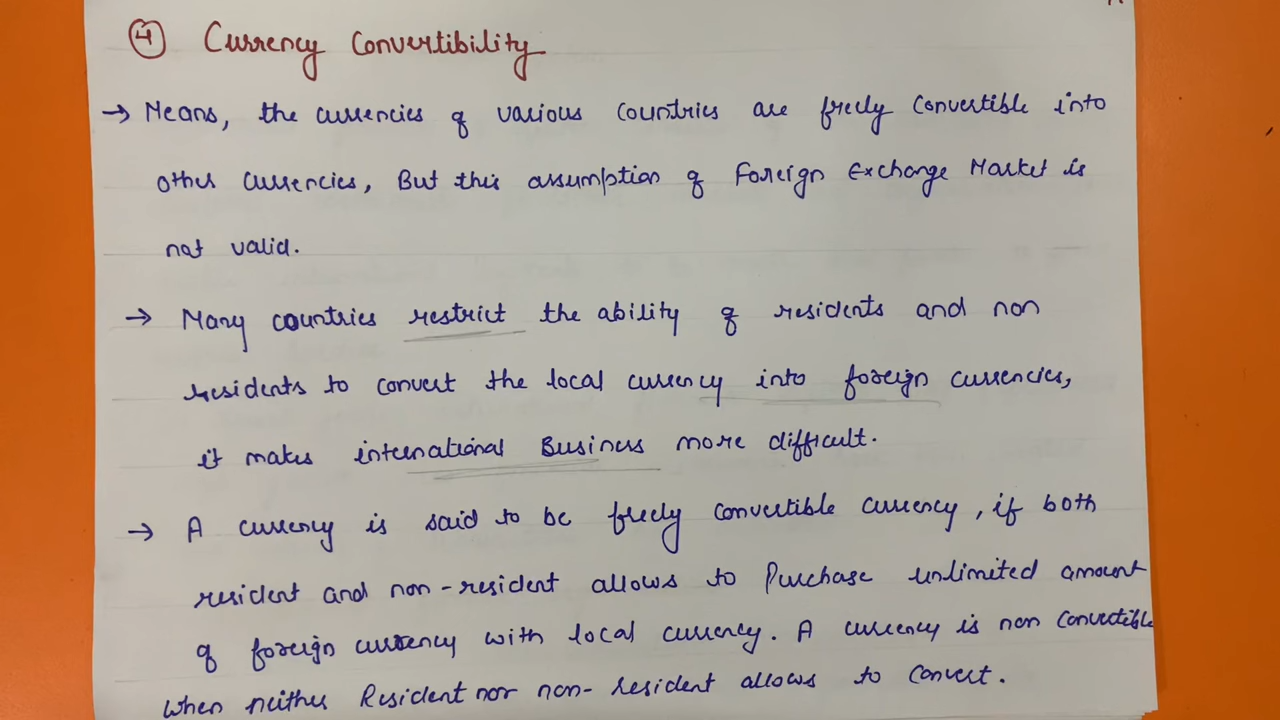 4 Currency Convertibility
→ Means, the currencies of various countries are freely convertible into
other currencies, But this assumption of Foreign Exchange Market is
not valid.
→ Many countries restrict the ability of residents and non
residents to convert the local currency into foreign currencies,
it makes international Business more difficult.
→ A currency is said to be freely convertible currency, if both
resident and non-resident allows to Purchase unlimited amount
of foreign currency with local currency. A currency is non Convertible
When neither Resident nor non-resident allows to convert.